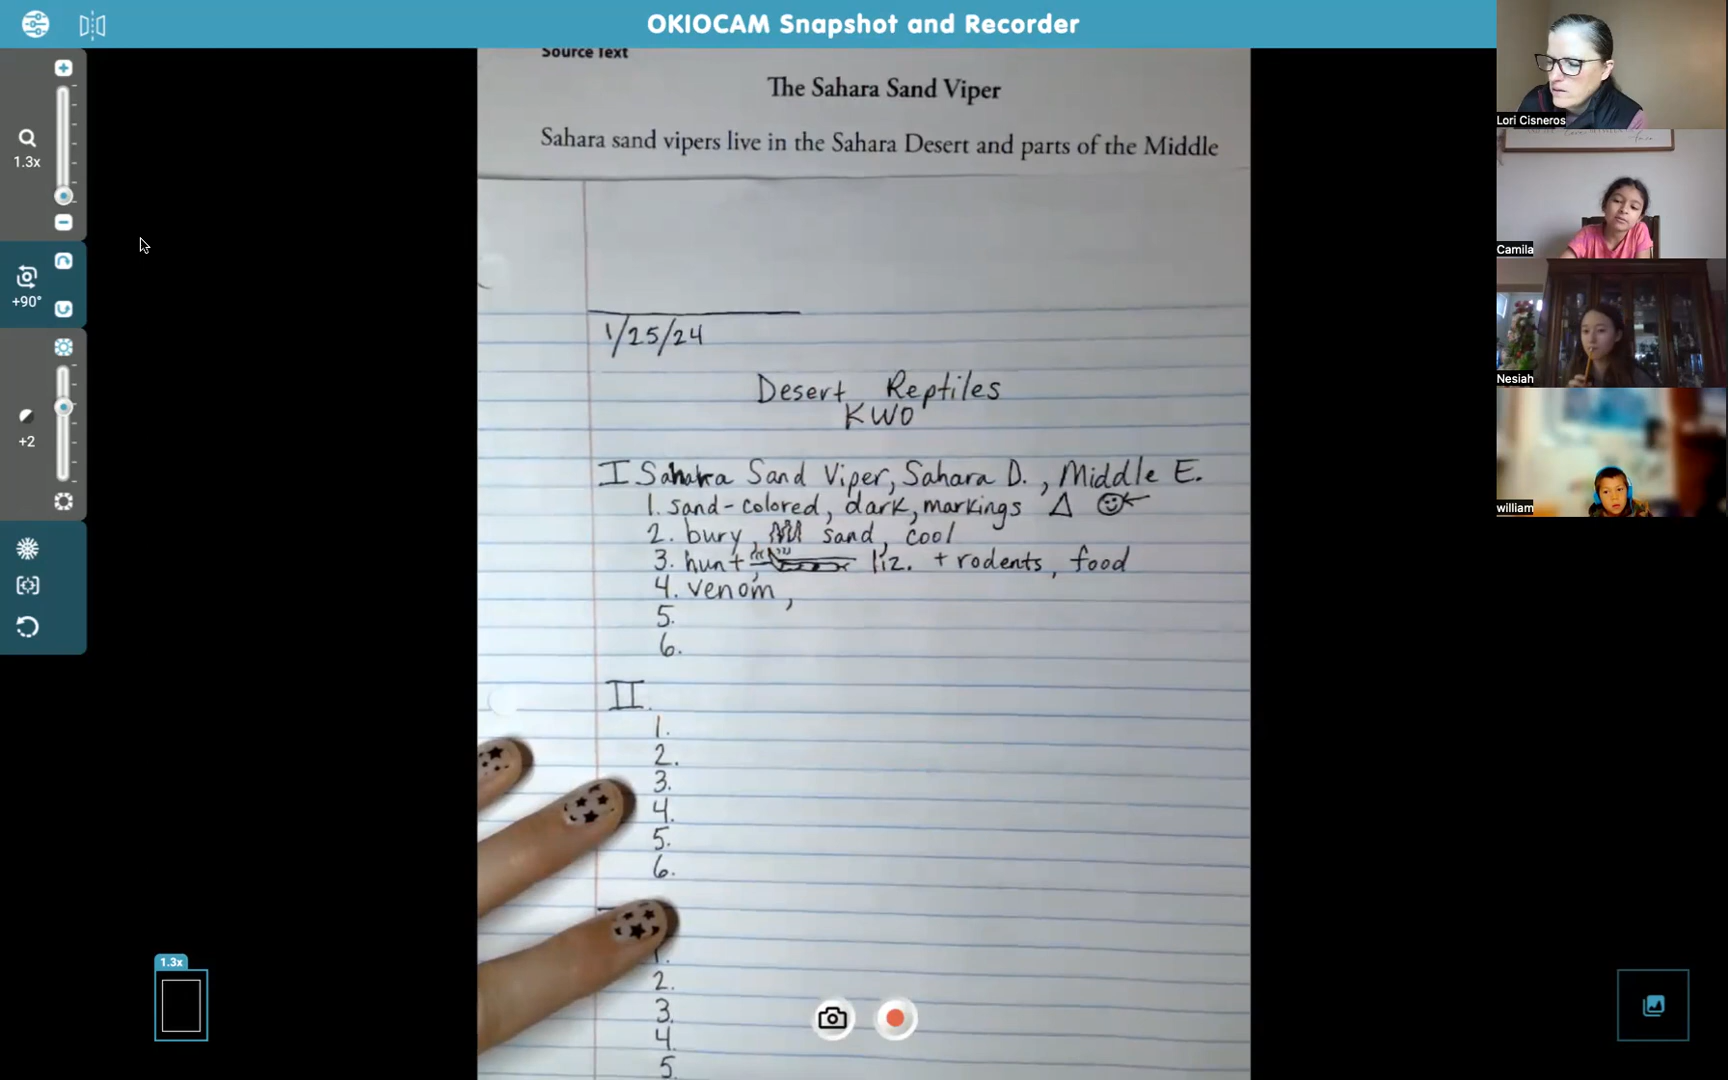 OKIOCAM Snapshot and Recorder
Source Text
The Sahara Sand Viper
Sahara sand vipers live in the Sahara Desert and parts of the Middle
1/25/24
Desert Reptiles
KWO
I Sahara Sand Viper, Sahara D., Middle E.
1. sand-colored, dark, markings
2. bury, sand, cool
3. hunt, liz. + rodents, food
4. venom,
5.
6.
II.
1.
2.
3.
4.
5.
6.
1.
2.
3.
4.
5.
1.3x
+90°
+2
1.3x
Lori Cisneros
Camila
Nesiah
william